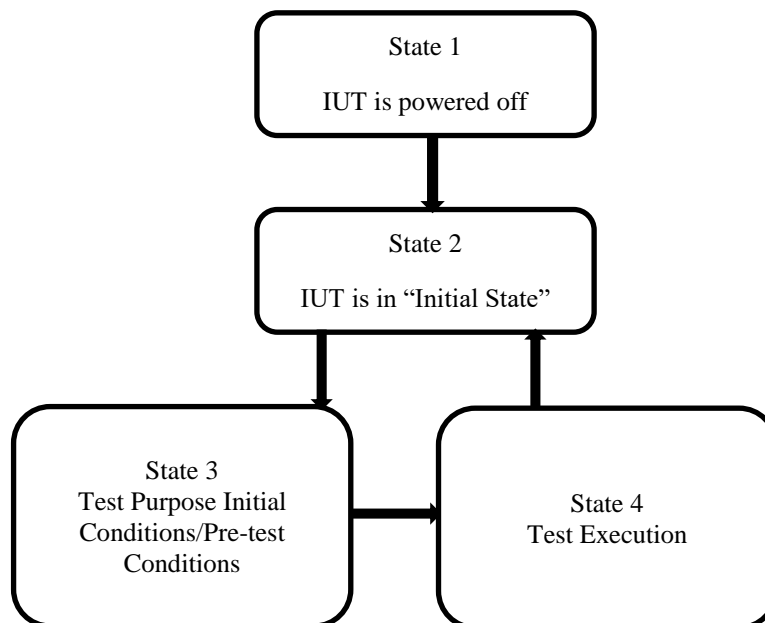 State 1
IUT is powered off
State 2
IUT is in “Initial State”
State 3
Test Purpose Initial
Conditions/Pre-test
Conditions
State 4
Test Execution